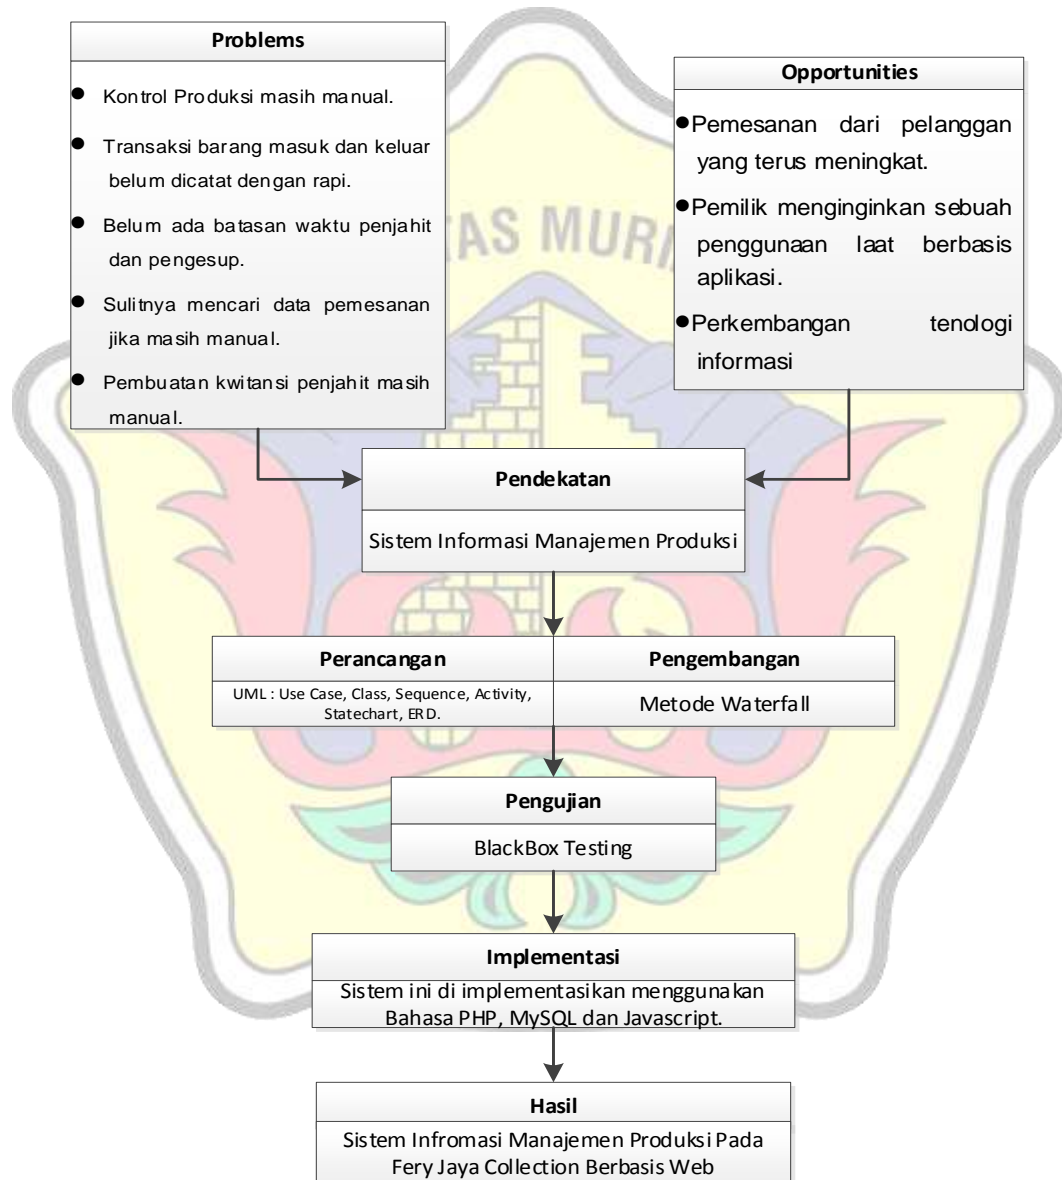 Problems
● Kontrol Produksi masih manual.
● Transaksi barang masuk dan keluar
belum dicatat dengan rapi.
● Belum ada batasan waktu penjahit
dan pengesup.
● Sulitnya mencari data pemesanan
jika masih manual.
● Pembuatan kwitansi penjahit masih
manual.
Opportunities
●Pemesanan dari pelanggan
yang terus meningkat.
●Pemilik menginginkan sebuah
penggunaan laat berbasis
aplikasi.
●Perkembangan tenologi
informasi
TAS MURI
Pendekatan
Sistem Informasi Manajemen Produksi
Perancangan
UML : Use Case, Class, Sequence, Activity,
Statechart, ERD.
Pengembangan
Metode Waterfall
Pengujian
BlackBox Testing
Implementasi
Sistem ini di implementasikan menggunakan
Bahasa PHP, MySQL dan Javascript.
Hasil
Sistem Infromasi Manajemen Produksi Pada
Fery Jaya Collection Berbasis Web